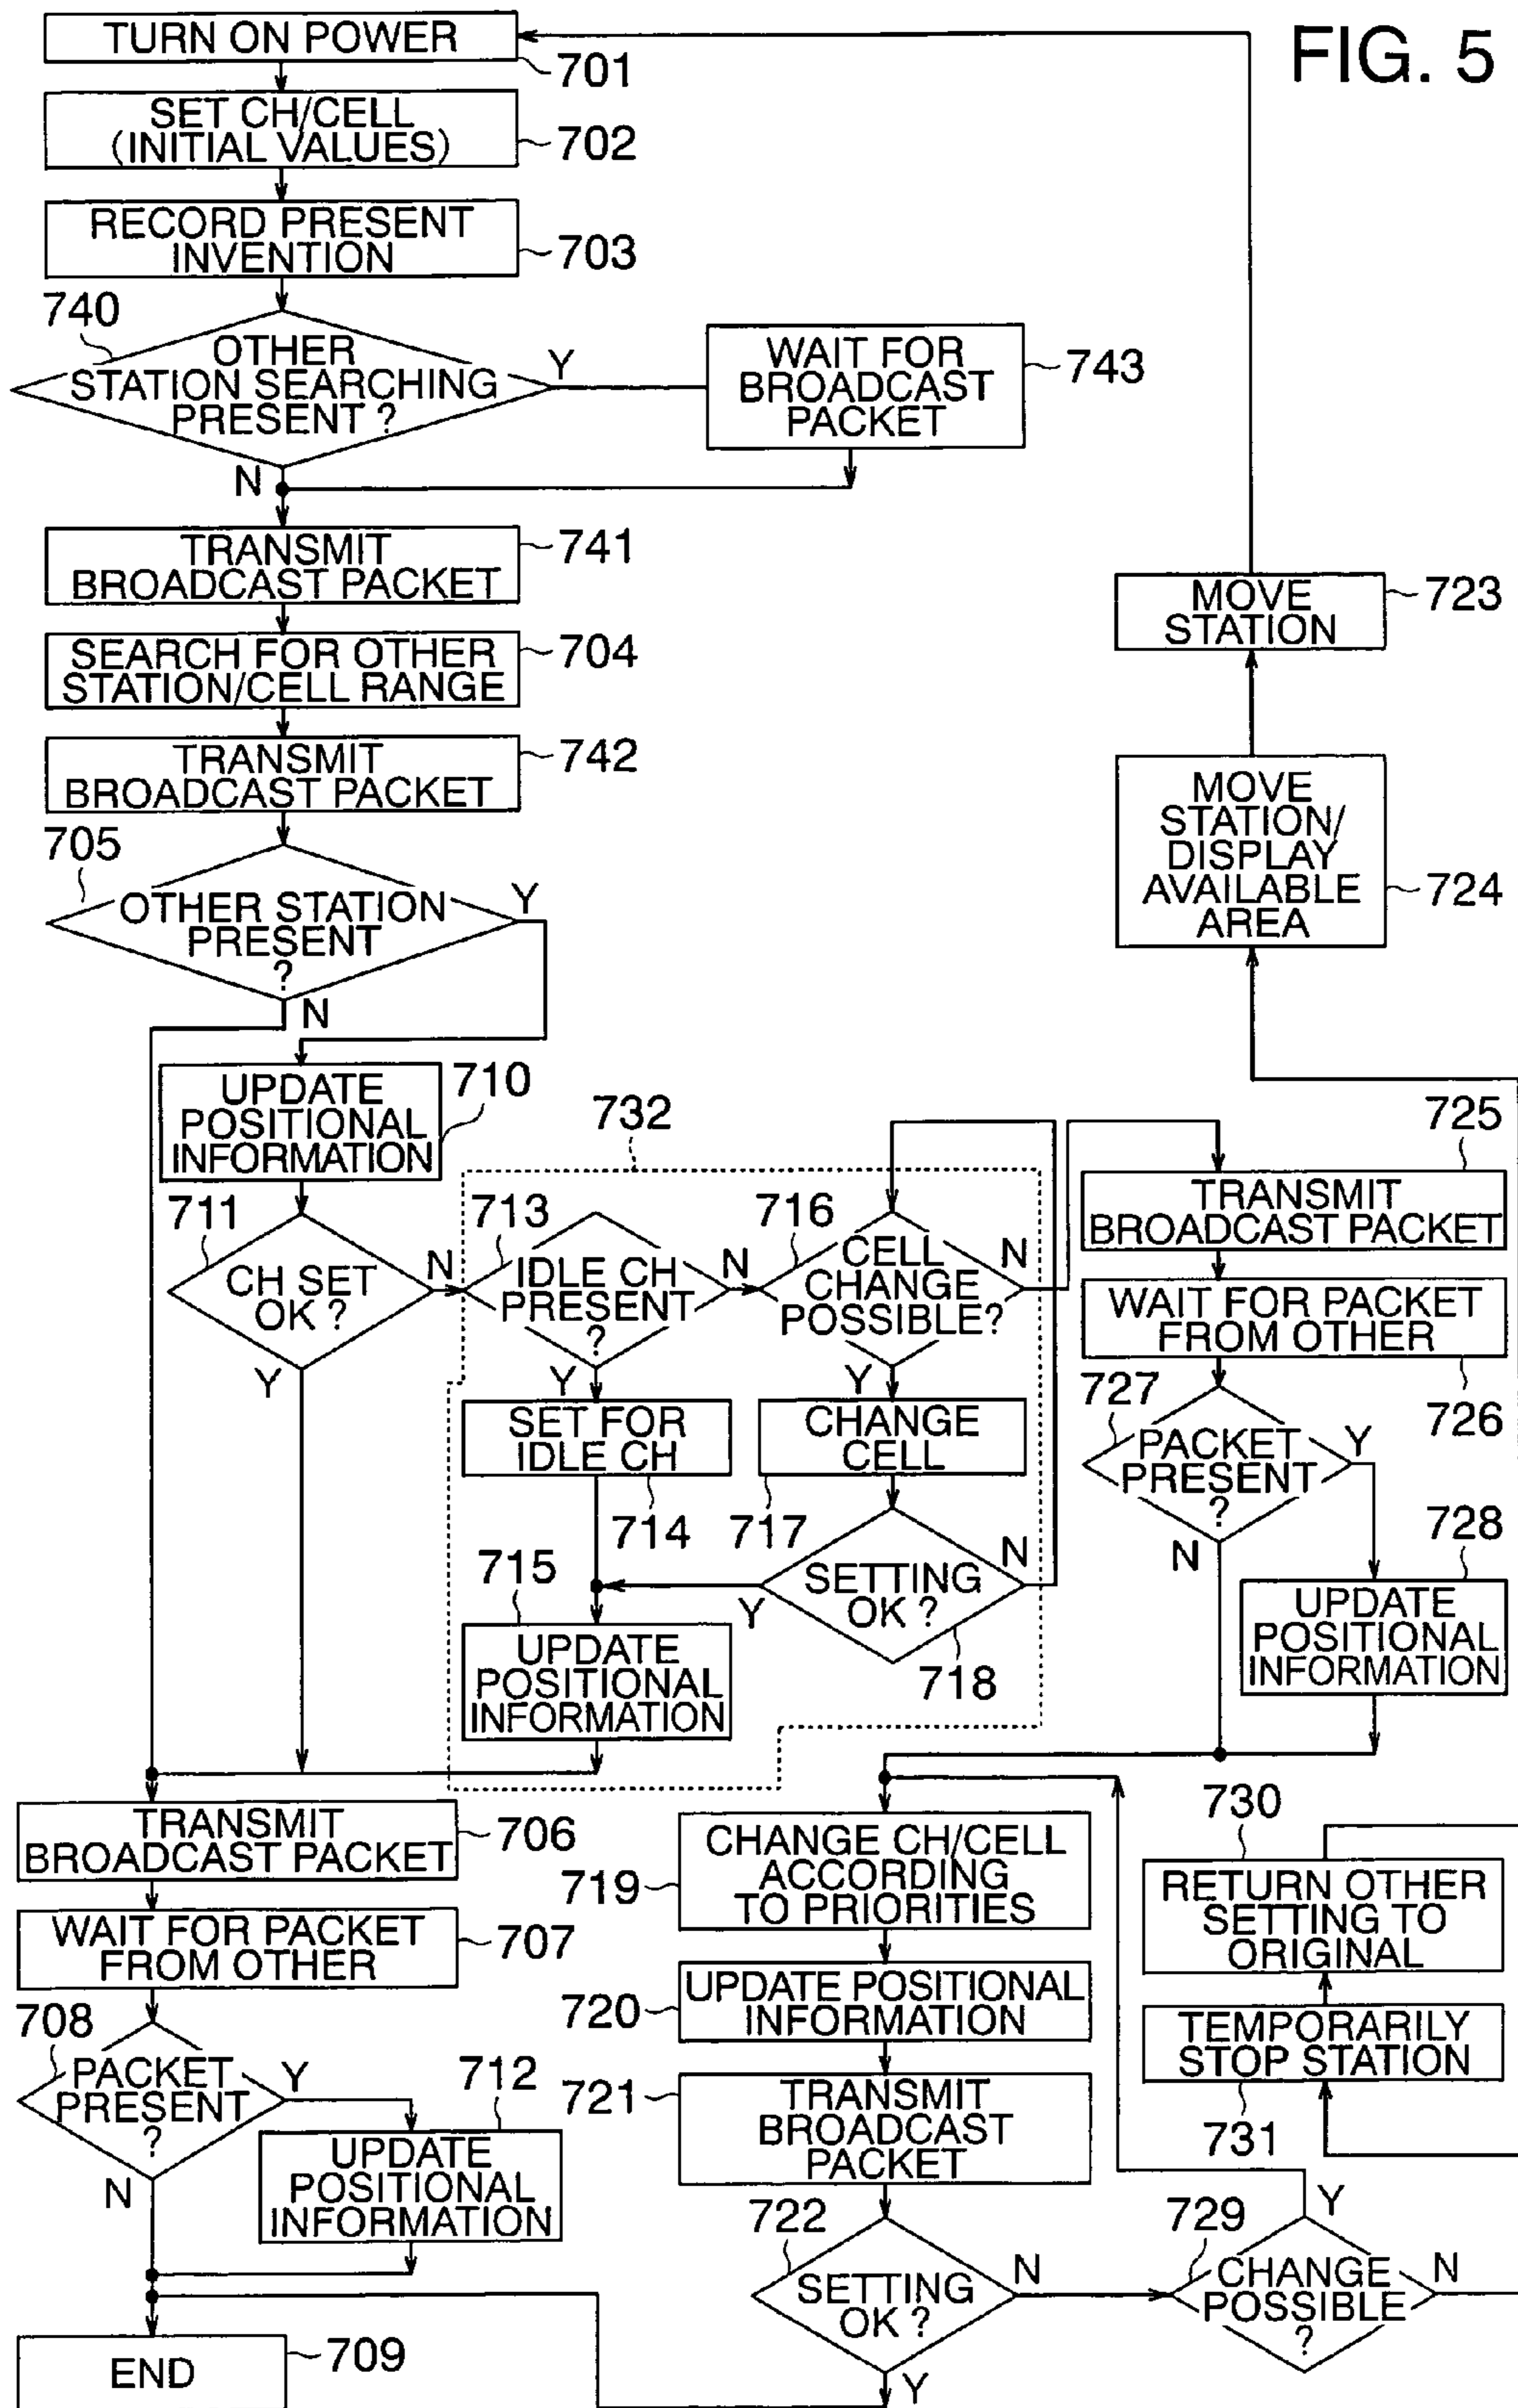 FIG. 5
TURN ON POWER
701
SET CH/CELL
(INITIAL VALUES)
702
RECORD PRESENT
INVENTION
703
740
OTHER
STATION SEARCHING
PRESENT ?
Y
N
WAIT FOR
BROADCAST
PACKET
743
TRANSMIT
BROADCAST PACKET
741
SEARCH FOR OTHER
STATION/CELL RANGE
704
TRANSMIT
BROADCAST PACKET
742
705
OTHER STATION
PRESENT
?
Y
N
MOVE
STATION
723
MOVE
STATION/
DISPLAY
AVAILABLE
AREA
724
UPDATE
POSITIONAL
INFORMATION
710
711
CH SET
OK ?
N
Y
732
713
IDLE CH
PRESENT
?
N
Y
716
CELL
CHANGE
POSSIBLE?
N
Y
SET FOR
IDLE CH
714
CHANGE
CELL
717
715
UPDATE
POSITIONAL
INFORMATION
SETTING
OK ?
Y
N
718
725
TRANSMIT
BROADCAST PACKET
WAIT FOR PACKET
FROM OTHER
726
727
PACKET
PRESENT
?
Y
N
728
UPDATE
POSITIONAL
INFORMATION
TRANSMIT
BROADCAST PACKET
706
WAIT FOR PACKET
FROM OTHER
707
708
PACKET
PRESENT
?
Y
N
712
UPDATE
POSITIONAL
INFORMATION
END
709
719
CHANGE CH/CELL
ACCORDING
TO PRIORITIES
720
UPDATE POSITIONAL
INFORMATION
721
TRANSMIT
BROADCAST
PACKET
722
SETTING
OK ?
N
Y
730
RETURN OTHER
SETTING TO
ORIGINAL
TEMPORARILY
STOP STATION
731
729
CHANGE
POSSIBLE
?
Y
N